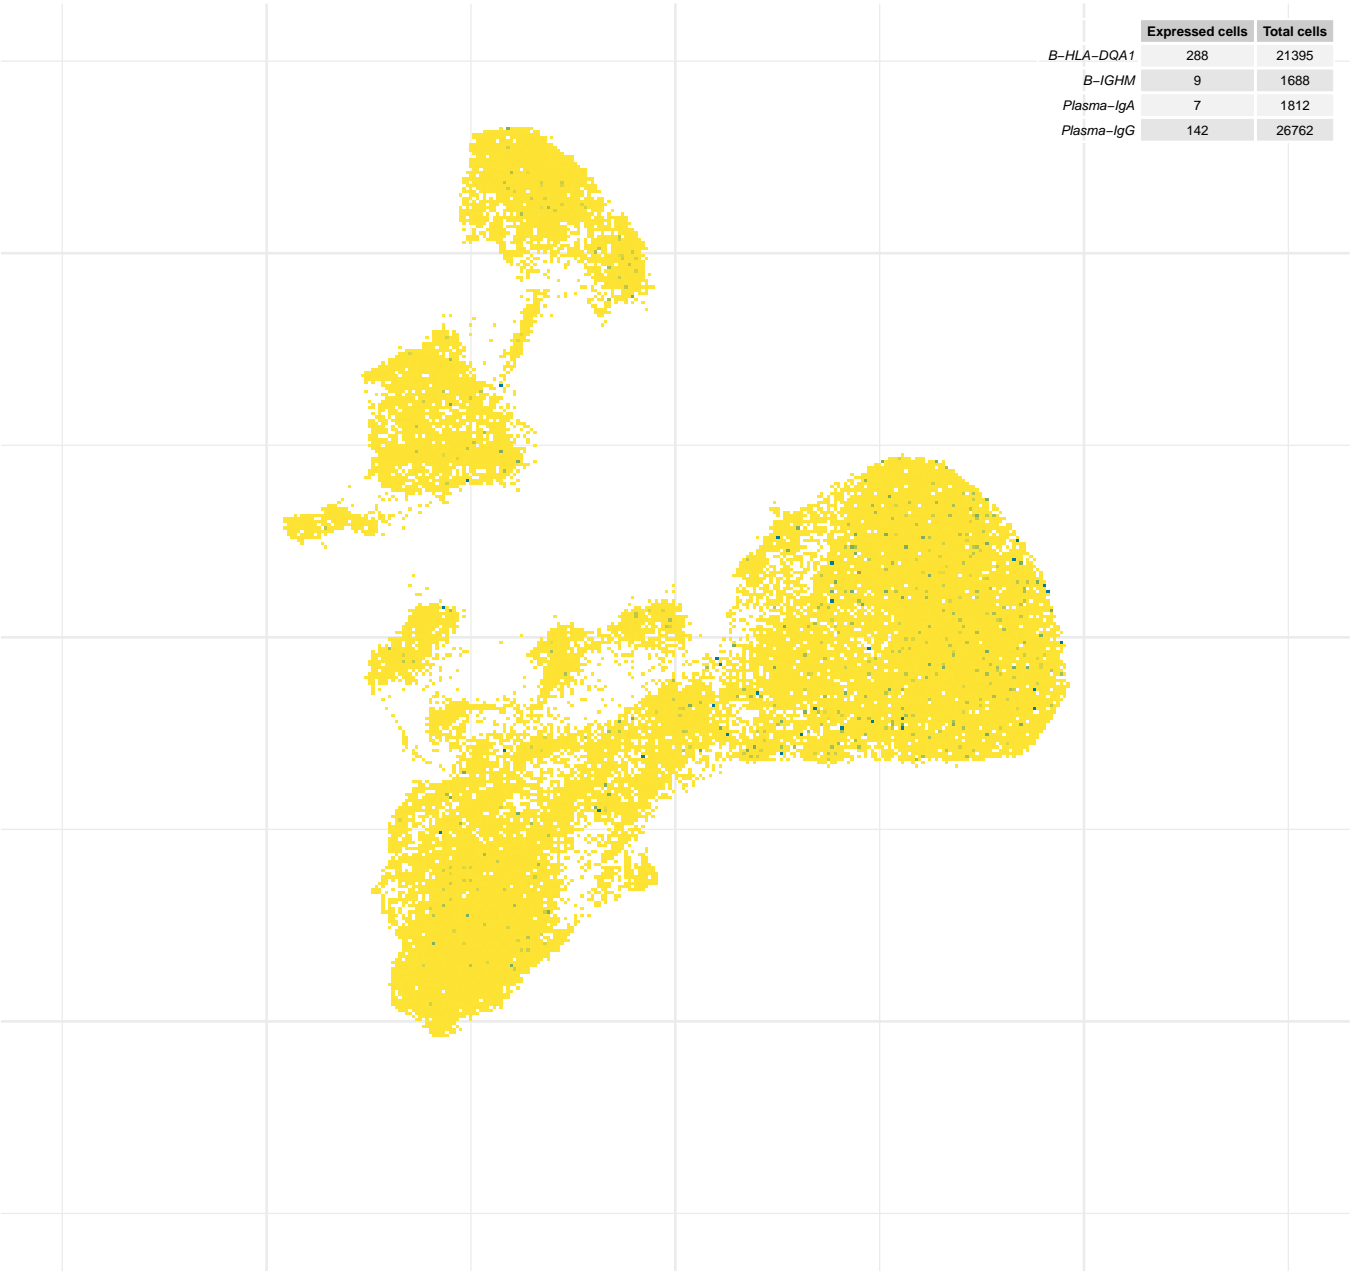 Expressed cells Total cells
B−HLA−DQA1 288 21395
B−IGHM 9 1688
Plasma−IgA 7 1812
Plasma−IgG 142 26762